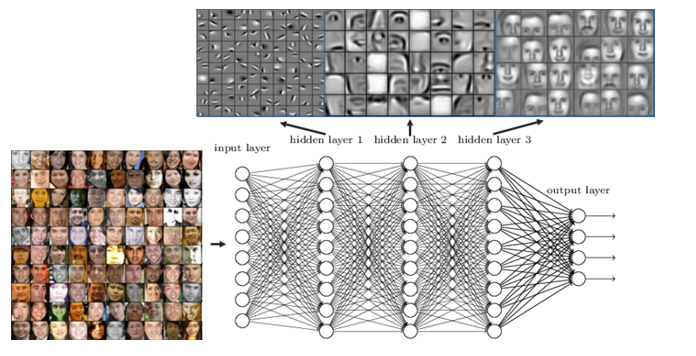 hidden layer 1 hidden layer 2 hidden layer 3
input layer
output layer